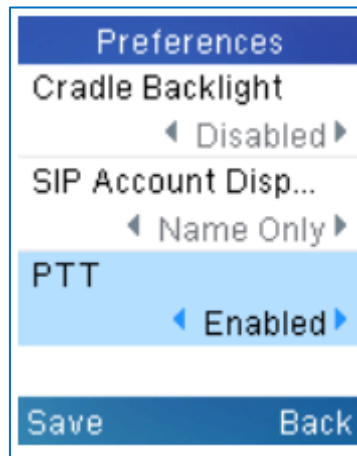 Preferences
Cradle Backlight
Disabled
SIP Account Disp...
Name Only
PTT
Enabled
Save Back